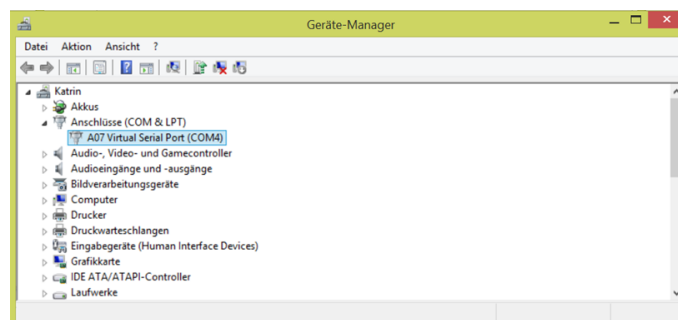 Geräte-Manager
Datei Aktion Ansicht ?
Katrin
Akkus
Anschlüsse (COM & LPT)
A07 Virtual Serial Port (COM4)
Audio-, Video- und Gamecontroller
Audioeingänge und -ausgänge
Bildverarbeitungsgeräte
Computer
Drucker
Druckwarteschlangen
Eingabegeräte (Human Interface Devices)
Grafikkarte
IDE ATA/ATAPI-Controller
Laufwerke